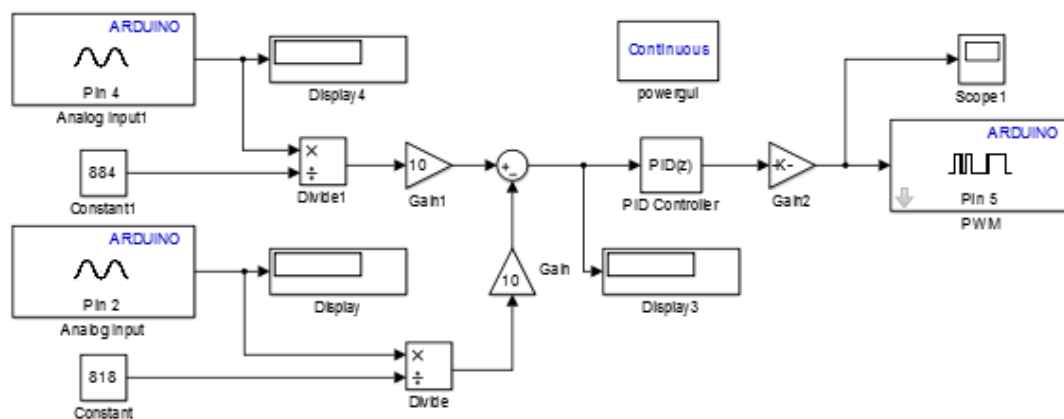 ARDUINO
Pin 4
Analog Input1
Display4
Continuous
powergui
Scope1
884
Constant1
×
÷
Divide1
10
Gain1
+
−
PID(z)
PID Controller
-K-
Gain2
ARDUINO
Pin 5
PWM
ARDUINO
Pin 2
Analog Input
Display
10
Gain
Display3
818
Constant
×
÷
Divide